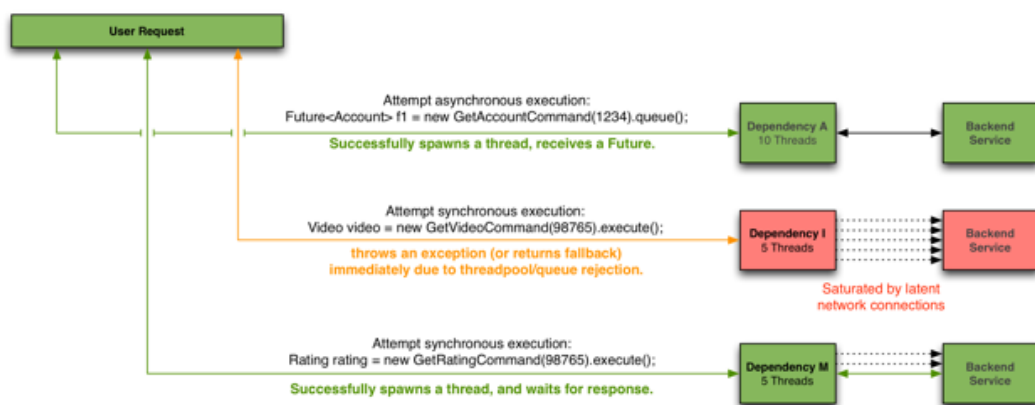 User Request
Attempt asynchronous execution:
Future<Account> f1 = new GetAccountCommand(1234).queue();
Successfully spawns a thread, receives a Future.
Dependency A
10 Threads
Backend
Service
Attempt synchronous execution:
Video video = new GetVideoCommand(98765).execute();
throws an exception (or returns fallback)
immediately due to threadpool/queue rejection.
Dependency I
5 Threads
Backend
Service
Saturated by latent
network connections
Attempt synchronous execution:
Rating rating = new GetRatingCommand(98765).execute();
Successfully spawns a thread, and waits for response.
Dependency M
5 Threads
Backend
Service